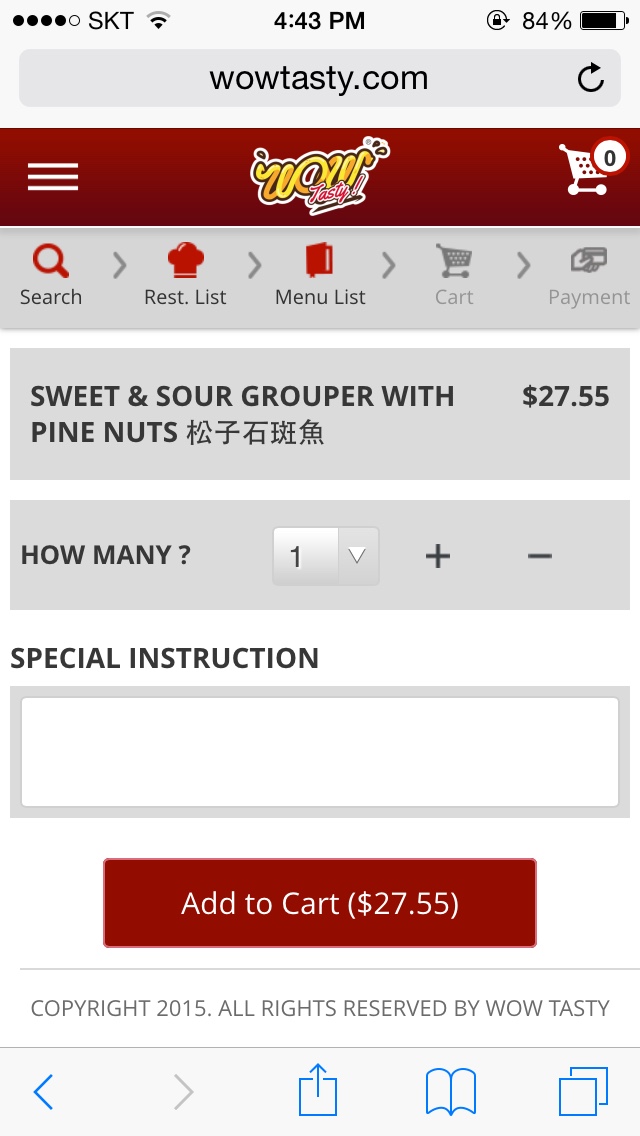 SKT 4:43 PM 84%
wowtasty.com
WOW
Tasty!
0
Search Rest. List Menu List Cart Payment
SWEET & SOUR GROUPER WITH $27.55
PINE NUTS 松子石斑魚
HOW MANY ? 1 + −
SPECIAL INSTRUCTION
Add to Cart ($27.55)
COPYRIGHT 2015. ALL RIGHTS RESERVED BY WOW TASTY